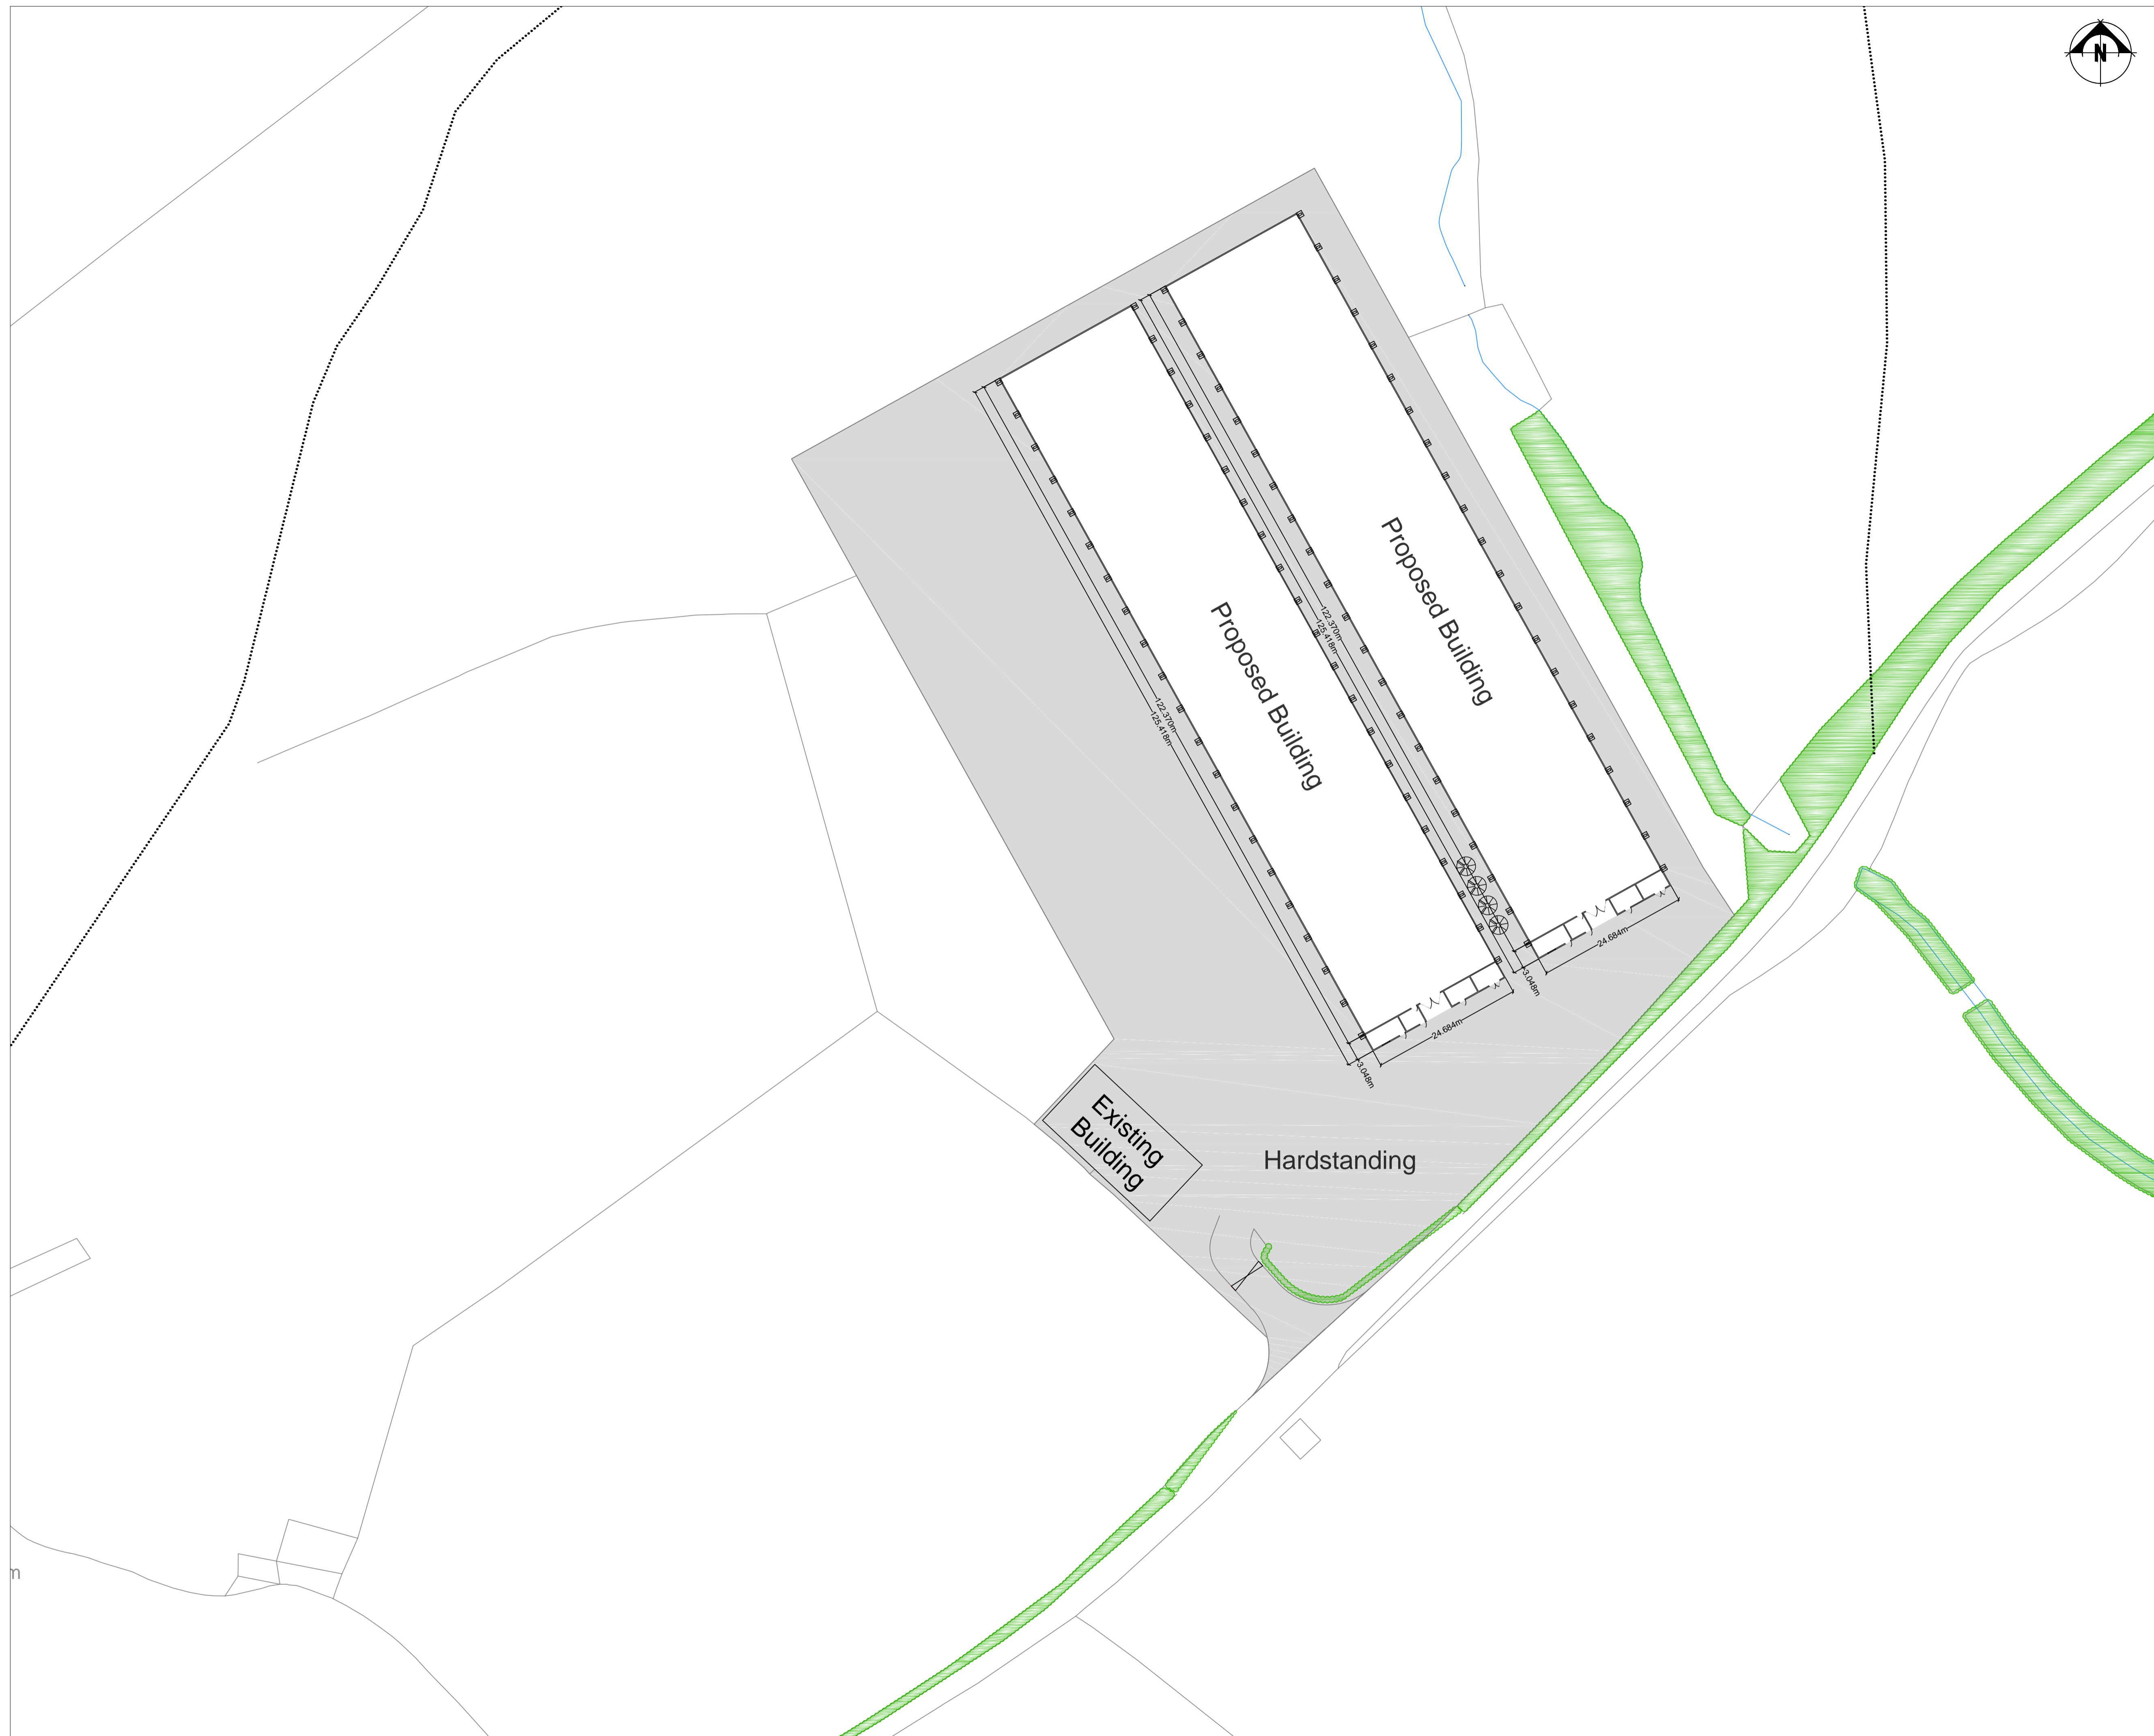 N
Proposed Building
122.370m
125.418m
Proposed Building
122.370m
125.418m
24.684m
3.048m
24.684m
3.048m
Existing
Building
Hardstanding
m